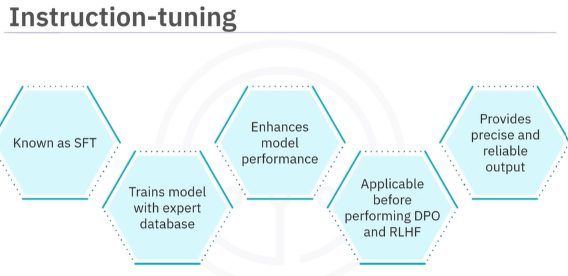 Instruction-tuning
Known as SFT
Trains model
with expert
database
Enhances
model
performance
Applicable
before
performing DPO
and RLHF
Provides
precise and
reliable
output